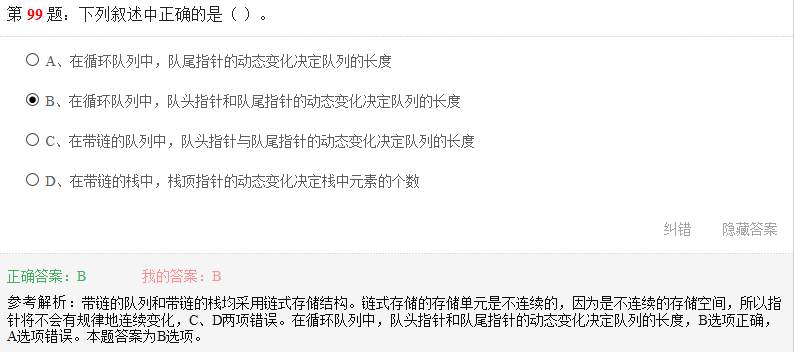 第 99 题：下列叙述中正确的是（ ）。
A、在循环队列中，队尾指针的动态变化决定队列的长度
B、在循环队列中，队头指针和队尾指针的动态变化决定队列的长度
C、在带链的队列中，队头指针与队尾指针的动态变化决定队列的长度
D、在带链的栈中，栈顶指针的动态变化决定栈中元素的个数
纠错 隐藏答案
正确答案：B 我的答案：B
参考解析：带链的队列和带链的栈均采用链式存储结构。链式存储的存储单元是不连续的，因为是不连续的存储空间，所以指
针将不会有规律地连续变化，C、D两项错误。在循环队列中，队头指针和队尾指针的动态变化决定队列的长度，B选项正确，
A选项错误。本题答案为B选项。